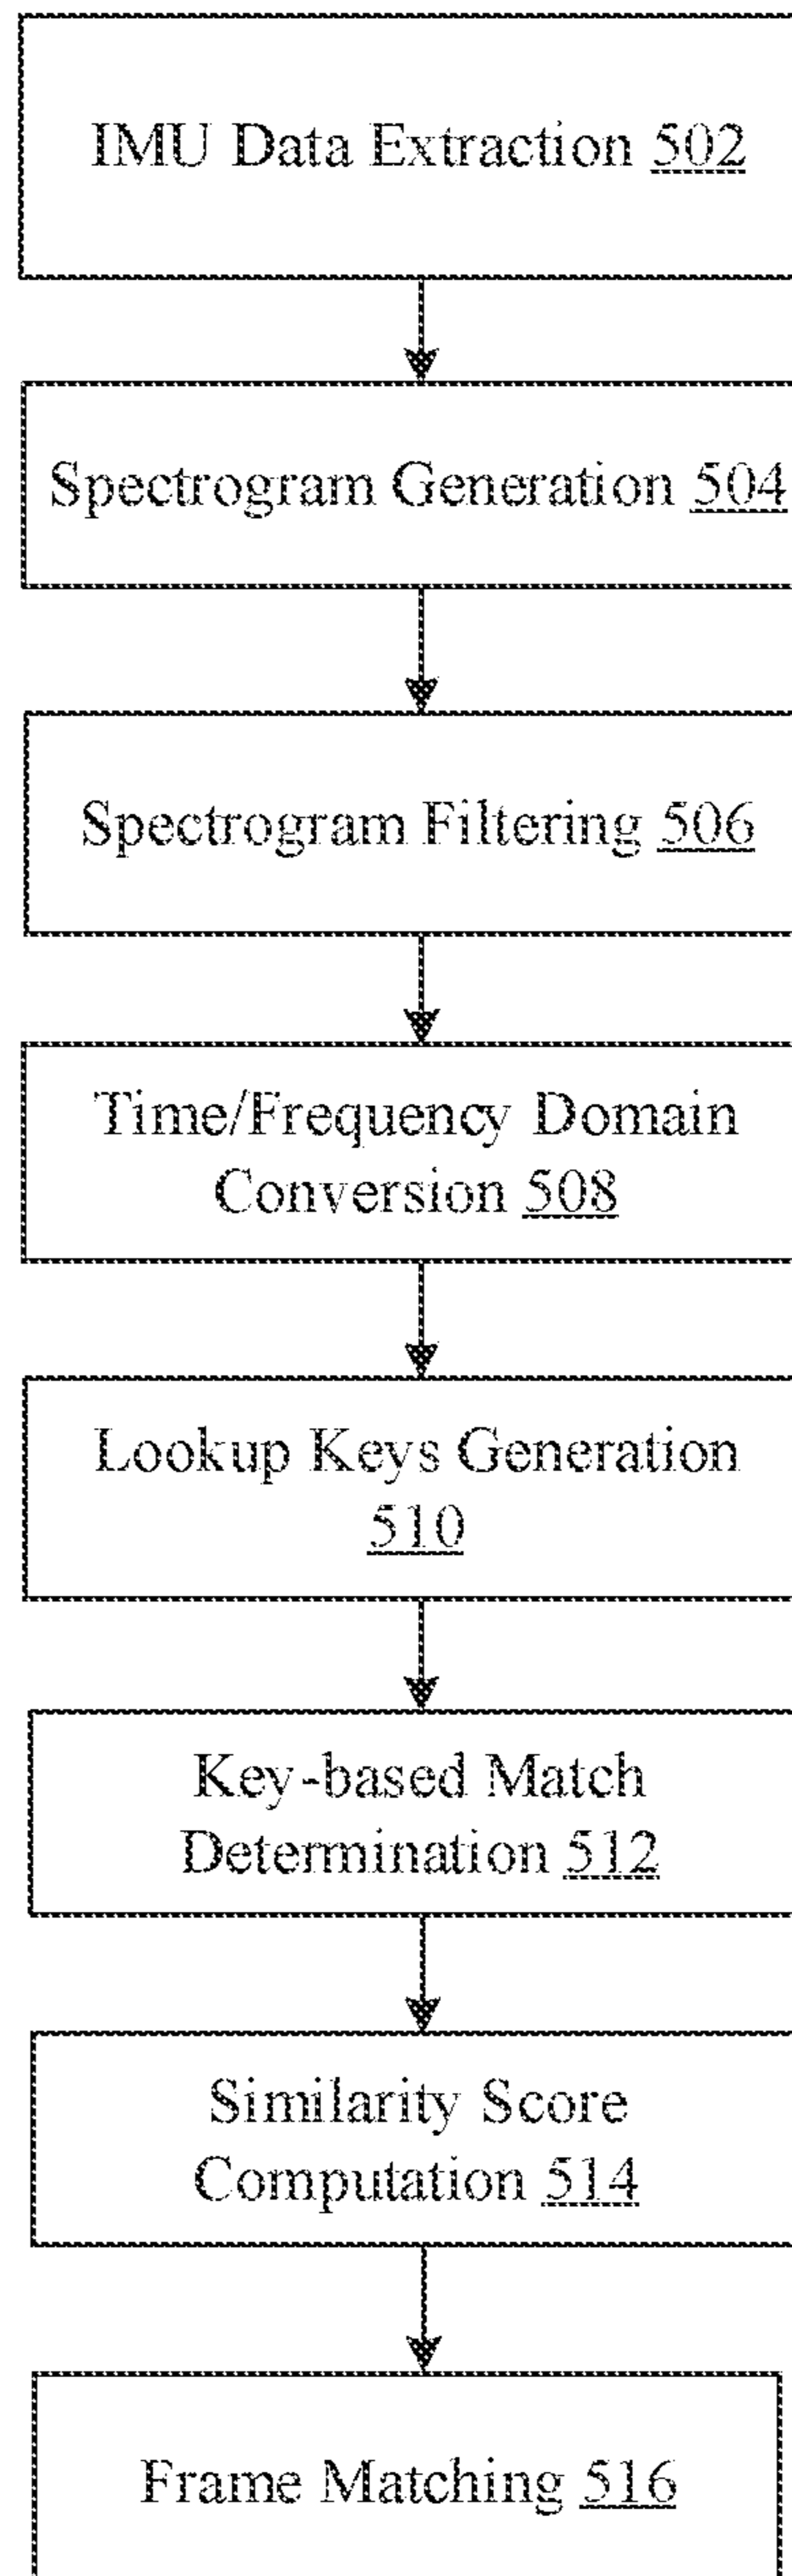 IMU Data Extraction 502
Spectrogram Generation 504
Spectrogram Filtering 506
Time/Frequency Domain
Conversion 508
Lookup Keys Generation
510
Key-based Match
Determination 512
Similarity Score
Computation 514
Frame Matching 516